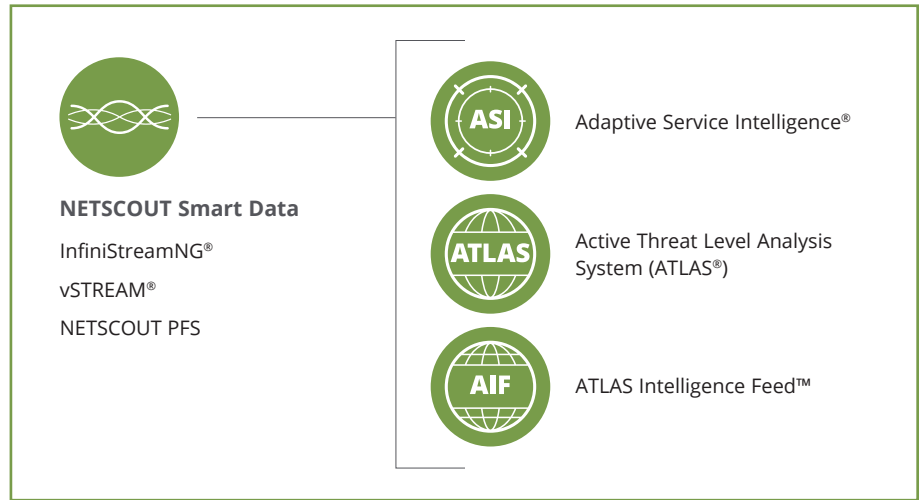 NETSCOUT Smart Data
InfiniStreamNG®
vSTREAM®
NETSCOUT PFS
ASI
Adaptive Service Intelligence®
ATLAS
Active Threat Level Analysis
System (ATLAS®)
AIF
ATLAS Intelligence Feed™